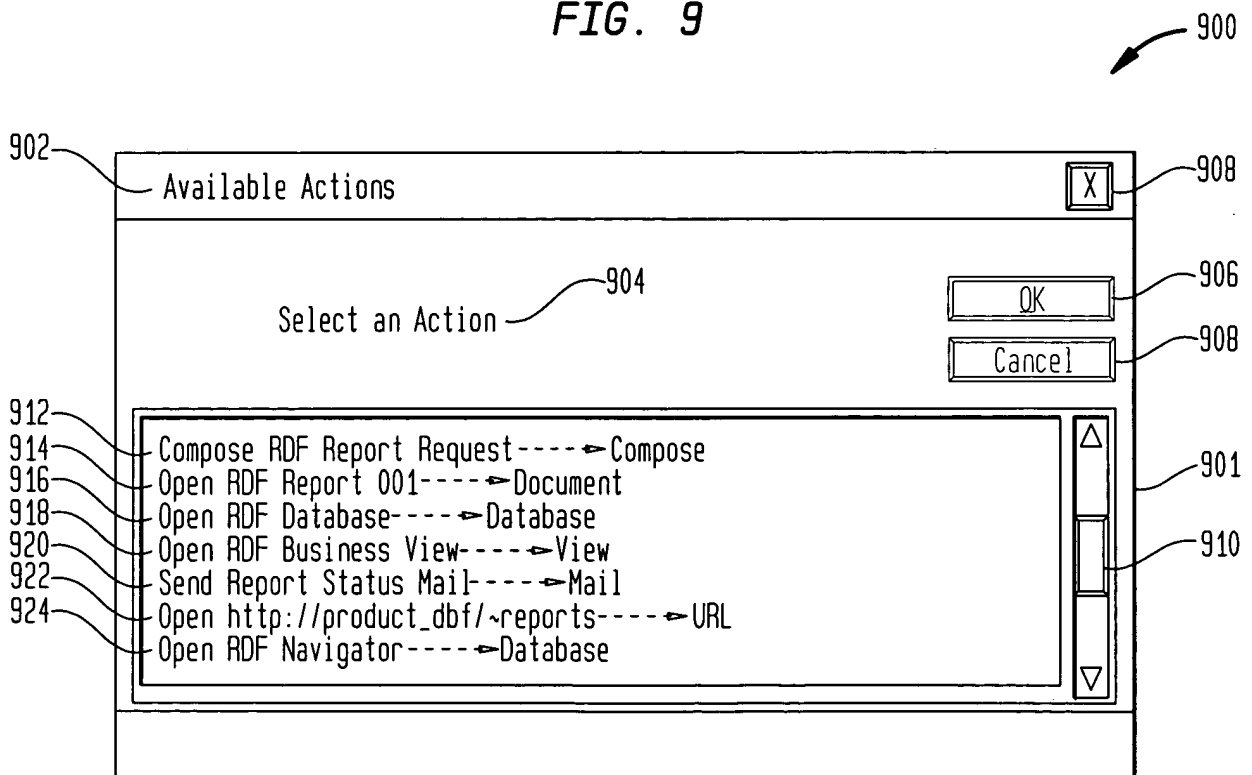 FIG. 9
900
902
Available Actions
X
908
904
Select an Action
906
OK
908
Cancel
912
Compose RDF Report Request-----►Compose
914
Open RDF Report 001-----►Document
901
916
Open RDF Database-----►Database
918
Open RDF Business View-----►View
910
920
Send Report Status Mail-----►Mail
922
Open http://product_dbf/~reports-----►URL
924
Open RDF Navigator-----►Database